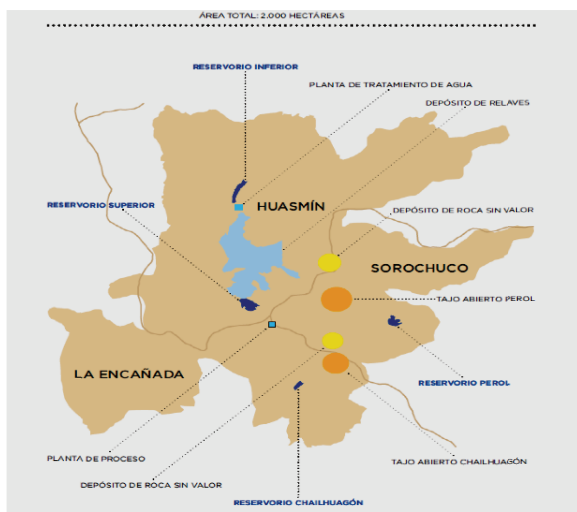 ÁREA TOTAL: 2.000 HECTÁREAS
RESERVORIO INFERIOR
PLANTA DE TRATAMIENTO DE AGUA
DEPÓSITO DE RELAVES
RESERVORIO SUPERIOR
HUASMÍN
DEPÓSITO DE ROCA SIN VALOR
SOROCHUCO
TAJO ABIERTO PEROL
LA ENCAÑADA
RESERVORIO PEROL
PLANTA DE PROCESO
TAJO ABIERTO CHAILHUAGÓN
DEPÓSITO DE ROCA SIN VALOR
RESERVORIO CHAILHUAGÓN